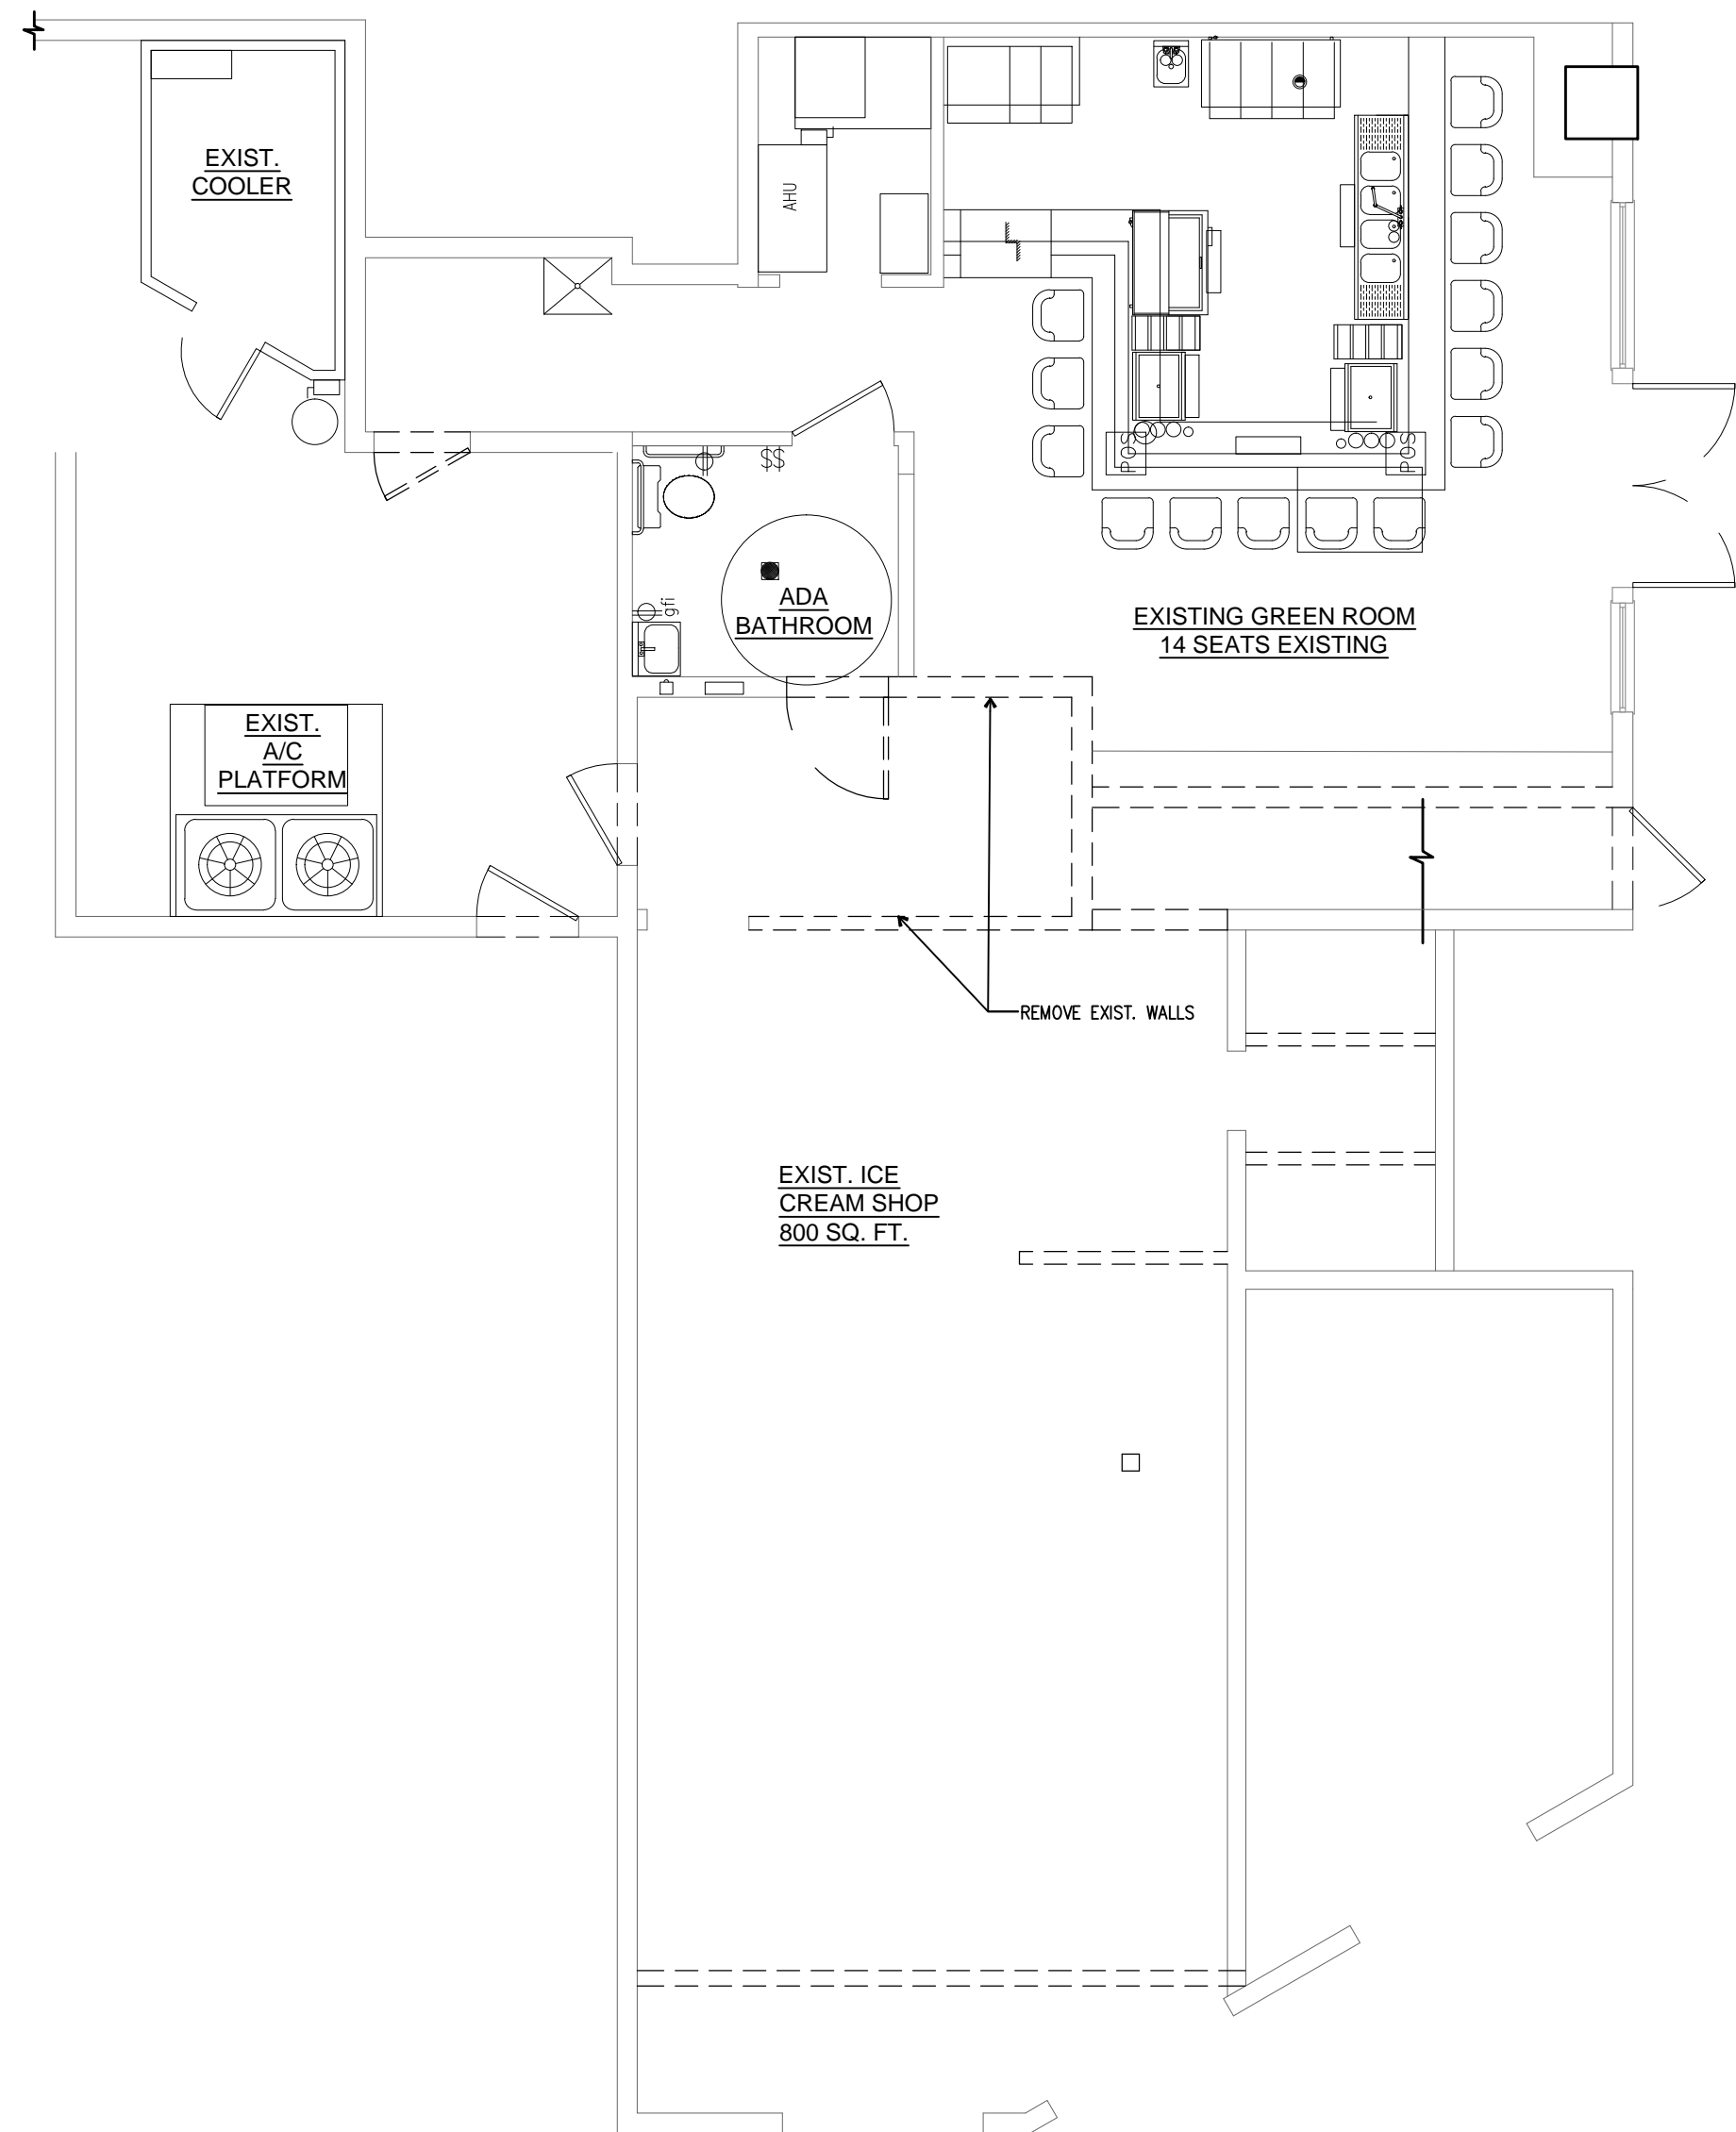 EXIST.
COOLER
AHU
POS
POS
$$
gfi
ADA
BATHROOM
EXISTING GREEN ROOM
14 SEATS EXISTING
EXIST.
A/C
PLATFORM
REMOVE EXIST. WALLS
EXIST. ICE
CREAM SHOP
800 SQ. FT.